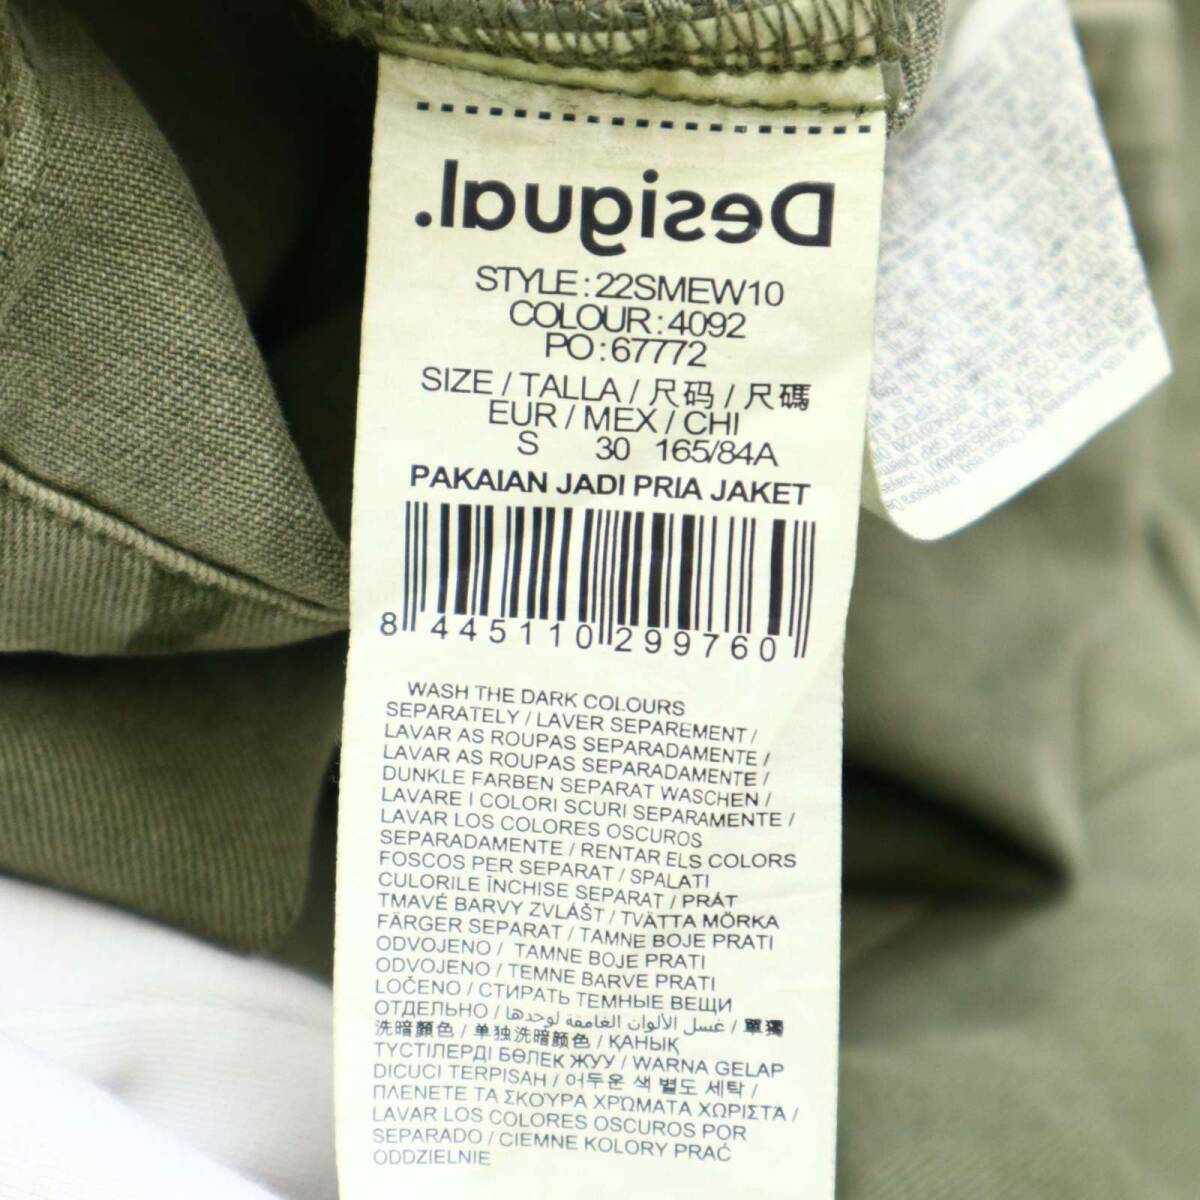 Desigual.
STYLE : 22SMEW10
COLOUR : 4092
PO : 67772
SIZE / TALLA / 尺码 / 尺碼
EUR / MEX / CHI
S 30 165/84A
PAKAIAN JADI PRIA JAKET
8 445110 299760
WASH THE DARK COLOURS
SEPARATELY / LAVER SEPAREMENT /
LAVAR AS ROUPAS SEPARADAMENTE /
LAVAR AS ROUPAS SEPARADAMENTE /
DUNKLE FARBEN SEPARAT WASCHEN /
LAVARE I COLORI SCURI SEPARAMENTE /
LAVAR LOS COLORES OSCUROS
SEPARADAMENTE / RENTAR ELS COLORS
FOSCOS PER SEPARAT / SPALATI
CULORILE ÎNCHISE SEPARAT / PRÁT
TMAVÉ BARVY ZVLÁŠT / TVÄTTA MÖRKA
FÄRGER SEPARAT / TAMNE BOJE PRATI
ODVOJENO / TAMNE BOJE PRATI
ODVOJENO / TEMNE BARVE PRATI
LOČENO / СТИРАТЬ ТЕМНЫЕ ВЕЩИ
ОТДЕЛЬНО / غسل الألوان الغامقة لوحدها / 單獨
洗暗顏色 / 单独洗暗颜色 / ҚАНЫҚ
ТҮСТІЛЕРДІ БӨЛЕК ЖУУ / WARNA GELAP
DICUCI TERPISAH / 어두운 색 별도 세탁 /
ΠΛΕΝΕΤΕ ΤΑ ΣΚΟΎΡΑ ΧΡΏΜΑΤΑ ΧΩΡΙΣΤΑ /
LAVAR LOS COLORES OSCUROS POR
SEPARADO / CIEMNE KOLORY PRAĆ
ODDZIELNIE